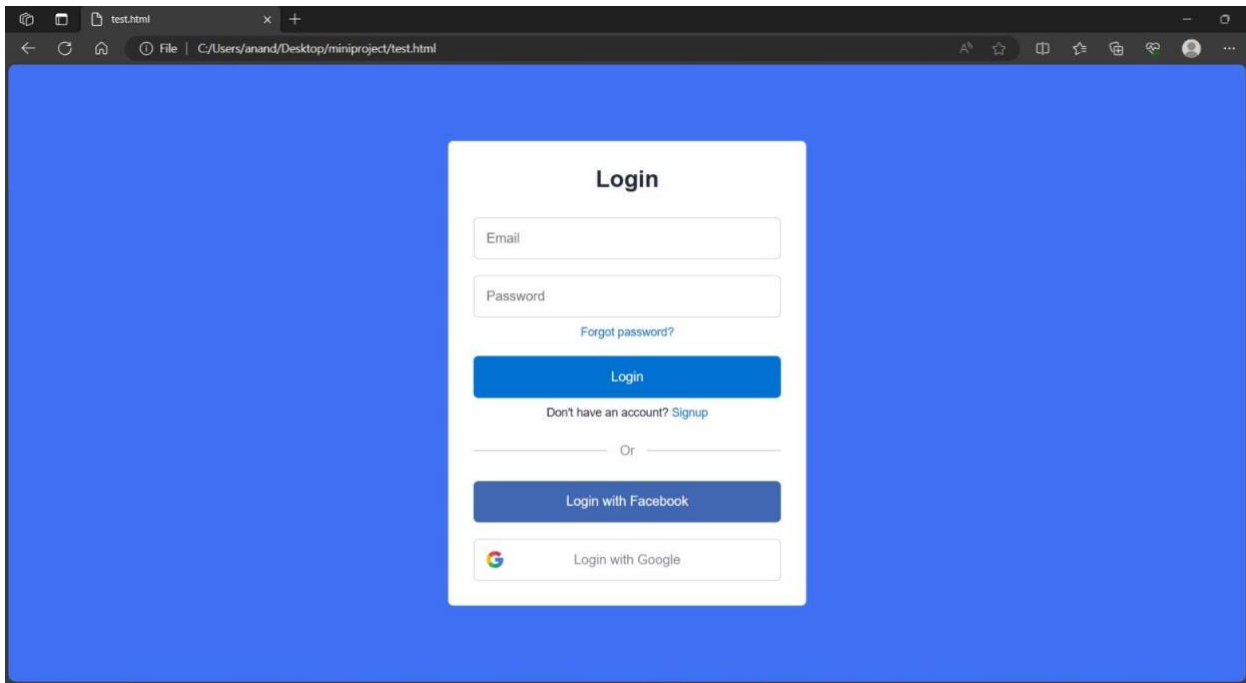 test.html
File | C:/Users/anand/Desktop/miniproject/test.html
Login
Email
Password
Forgot password?
Login
Don't have an account? Signup
Or
Login with Facebook
Login with Google